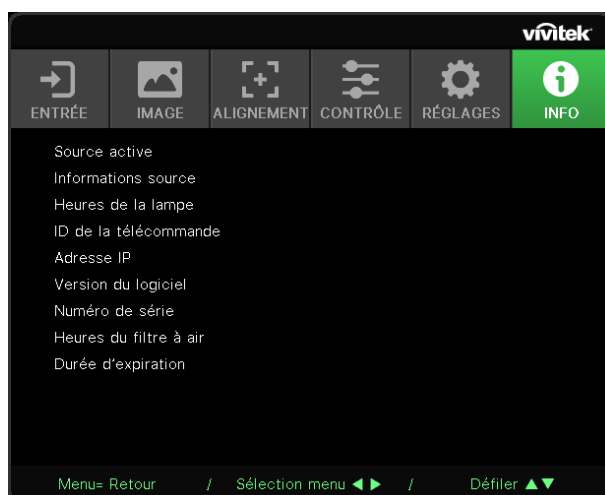 vivitek
ENTRÉE IMAGE ALIGNEMENT CONTRÔLE RÉGLAGES INFO
Source active
Informations source
Heures de la lampe
ID de la télécommande
Adresse IP
Version du logiciel
Numéro de série
Heures du filtre à air
Durée d'expiration
Menu= Retour / Sélection menu ◀ ▶ / Défiler ▲▼